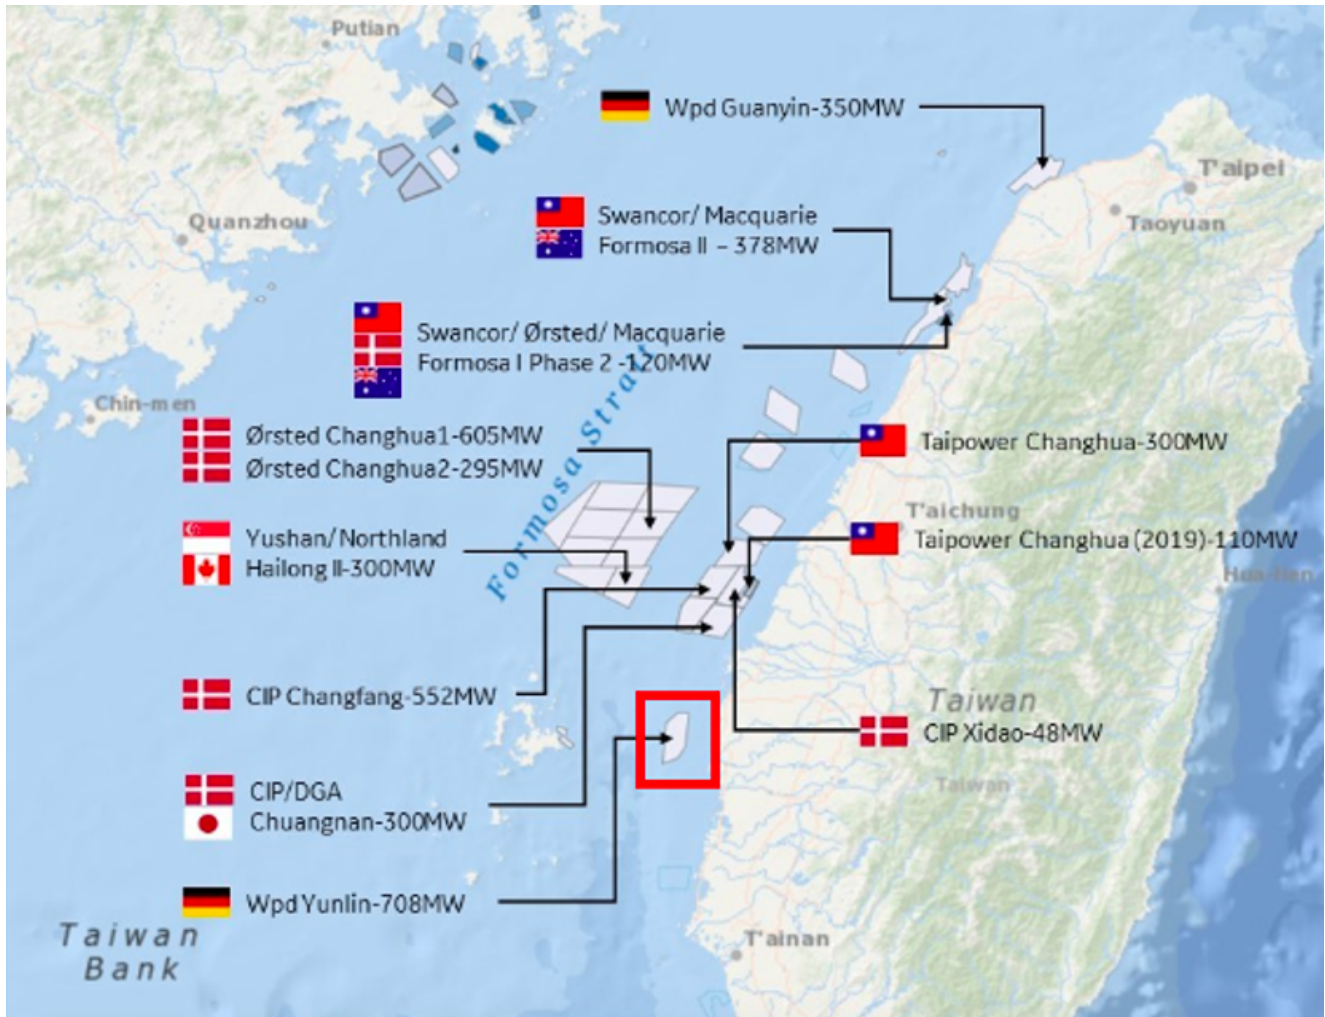 Putian
Wpd Guanyin-350MW
T'aipei
Quanzhou
Swancor/ Macquarie
Formosa II – 378MW
Taoyuan
Swancor/ Ørsted/ Macquarie
Formosa I Phase 2 -120MW
Formosa Strait
Chin-men
Ørsted Changhua1-605MW
Ørsted Changhua2-295MW
Taipower Changhua-300MW
T'aichung
Yushan/ Northland
Hailong II-300MW
Taipower Changhua (2019)-110MW
Hua-lien
CIP Changfang-552MW
Taiwan
CIP Xidao-48MW
Taiwan
CIP/DGA
Chuangnan-300MW
Wpd Yunlin-708MW
Taiwan
Bank
T'ainan